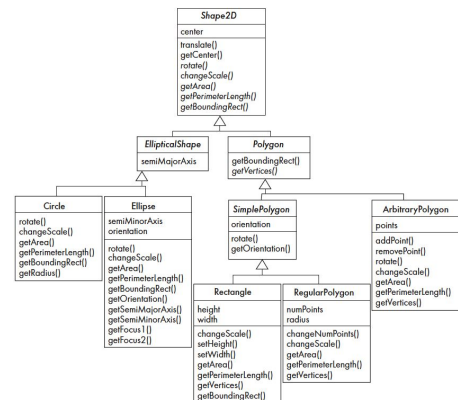 Shape2D
center
translate()
getCenter()
rotate()
changeScale()
getArea()
getPerimeterLength()
getBoundingRect()
EllipticalShape
semiMajorAxis
Polygon
getBoundingRect()
getVertices()
Circle
rotate()
changeScale()
getArea()
getPerimeterLength()
getBoundingRect()
getRadius()
Ellipse
semiMinorAxis
orientation
rotate()
changeScale()
getArea()
getPerimeterLength()
getBoundingRect()
getOrientation()
getSemiMajorAxis()
getSemiMinorAxis()
getFocus1()
getFocus2()
SimplePolygon
orientation
rotate()
getOrientation()
ArbitraryPolygon
points
addPoint()
removePoint()
rotate()
changeScale()
getArea()
getPerimeterLength()
getVertices()
Rectangle
height
width
changeScale()
setHeight()
setWidth()
getArea()
getPerimeterLength()
getVertices()
getBoundingRect()
RegularPolygon
numPoints
radius
changeNumPoints()
changeScale()
getArea()
getPerimeterLength()
getVertices()